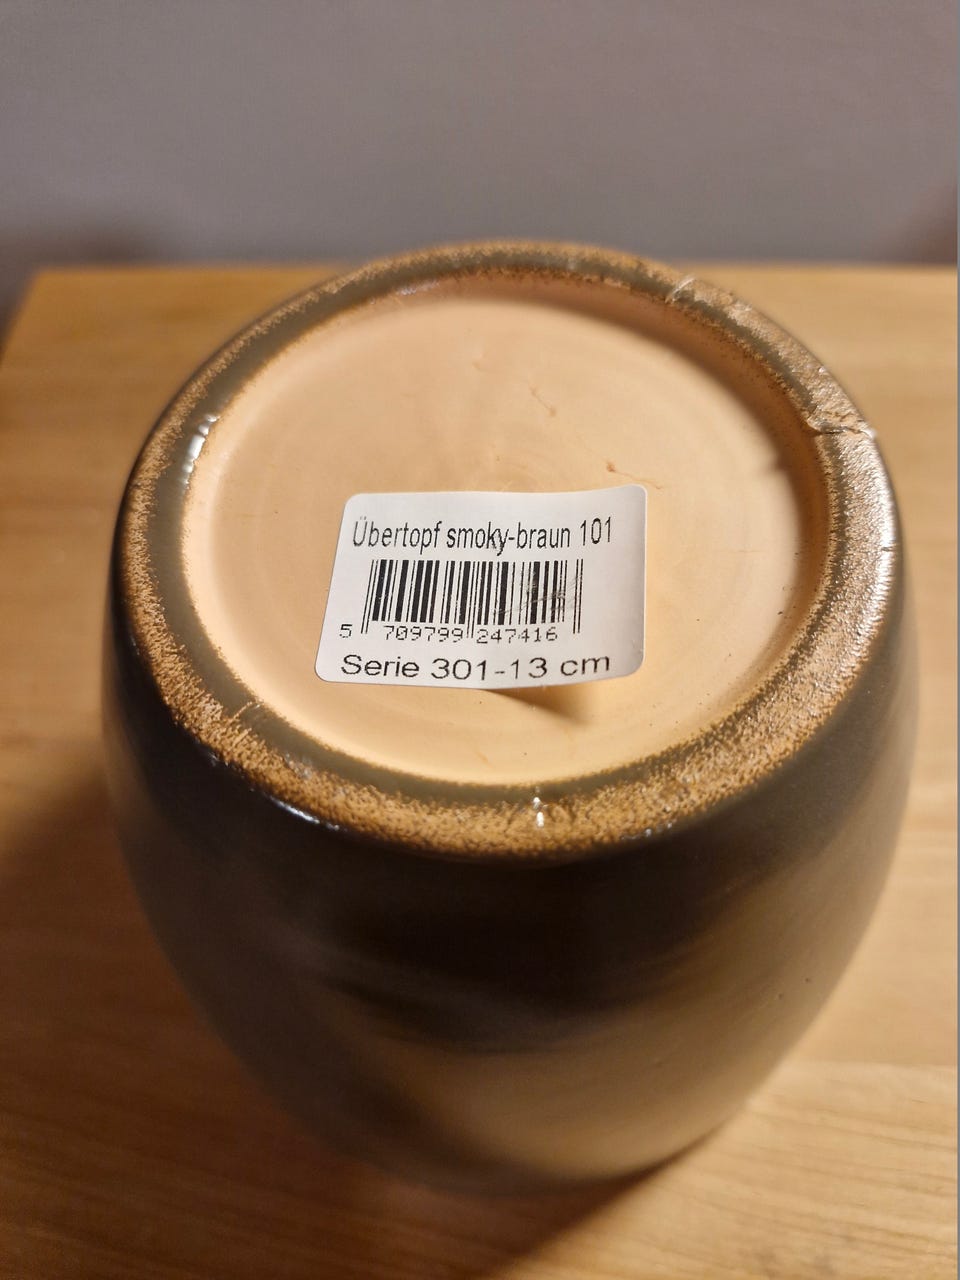 Übertopf smoky-braun 101
5 709799 247416
Serie 301-13 cm